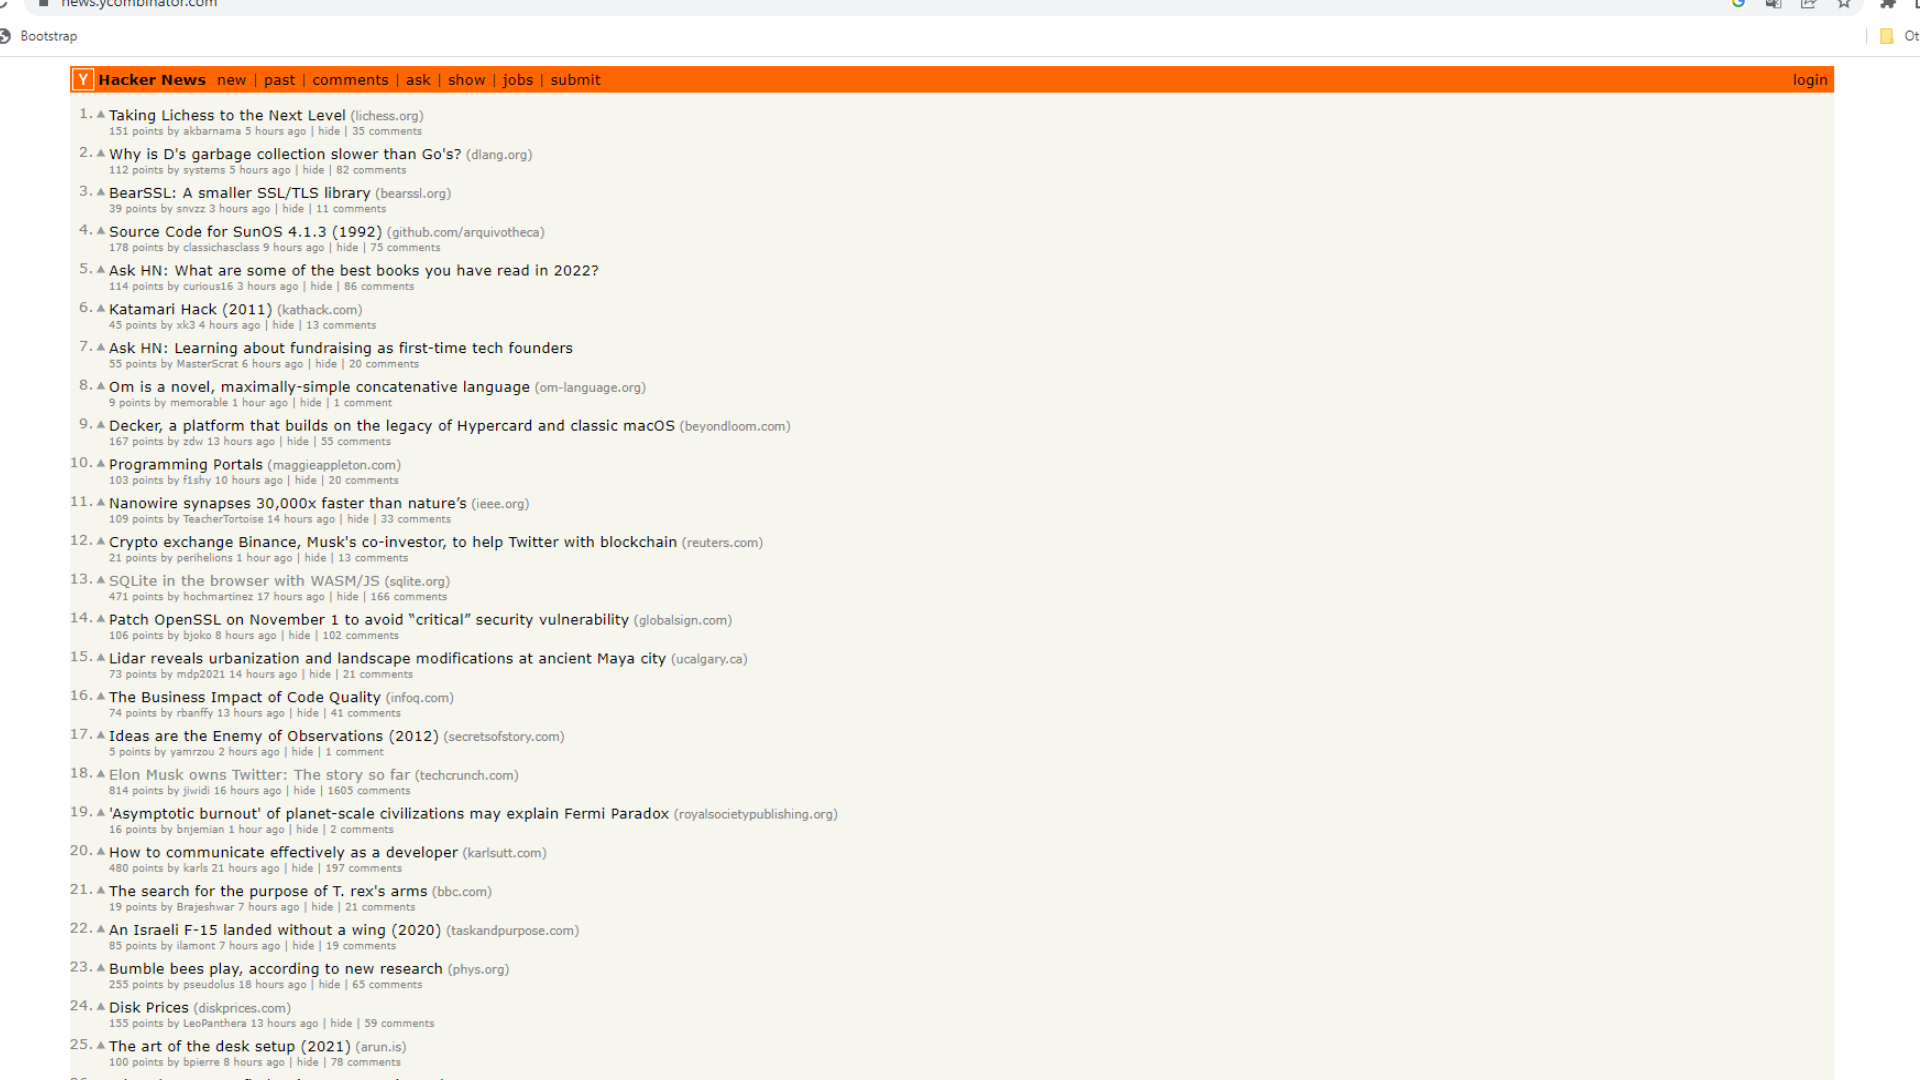 news.ycombinator.com
Bootstrap
Ot
Y Hacker News new | past | comments | ask | show | jobs | submit login
1. Taking Lichess to the Next Level (lichess.org)
151 points by akbarnama 5 hours ago | hide | 35 comments
2. Why is D's garbage collection slower than Go's? (dlang.org)
112 points by systems 5 hours ago | hide | 82 comments
3. BearSSL: A smaller SSL/TLS library (bearssl.org)
39 points by snvzz 3 hours ago | hide | 11 comments
4. Source Code for SunOS 4.1.3 (1992) (github.com/arquivotheca)
178 points by classichasclass 9 hours ago | hide | 75 comments
5. Ask HN: What are some of the best books you have read in 2022?
114 points by curious16 3 hours ago | hide | 86 comments
6. Katamari Hack (2011) (kathack.com)
45 points by xk3 4 hours ago | hide | 13 comments
7. Ask HN: Learning about fundraising as first-time tech founders
55 points by MasterScrat 6 hours ago | hide | 20 comments
8. Om is a novel, maximally-simple concatenative language (om-language.org)
9 points by memorable 1 hour ago | hide | 1 comment
9. Decker, a platform that builds on the legacy of Hypercard and classic macOS (beyondloom.com)
167 points by zdw 13 hours ago | hide | 55 comments
10. Programming Portals (maggieappleton.com)
103 points by f1shy 10 hours ago | hide | 20 comments
11. Nanowire synapses 30,000x faster than nature’s (ieee.org)
109 points by TeacherTortoise 14 hours ago | hide | 33 comments
12. Crypto exchange Binance, Musk's co-investor, to help Twitter with blockchain (reuters.com)
21 points by perihelions 1 hour ago | hide | 13 comments
13. SQLite in the browser with WASM/JS (sqlite.org)
471 points by hochmartinez 17 hours ago | hide | 166 comments
14. Patch OpenSSL on November 1 to avoid “critical” security vulnerability (globalsign.com)
106 points by bjoko 8 hours ago | hide | 102 comments
15. Lidar reveals urbanization and landscape modifications at ancient Maya city (ucalgary.ca)
73 points by mdp2021 14 hours ago | hide | 21 comments
16. The Business Impact of Code Quality (infoq.com)
74 points by rbanffy 13 hours ago | hide | 41 comments
17. Ideas are the Enemy of Observations (2012) (secretsofstory.com)
5 points by yamrzou 2 hours ago | hide | 1 comment
18. Elon Musk owns Twitter: The story so far (techcrunch.com)
814 points by jiwidi 16 hours ago | hide | 1605 comments
19. 'Asymptotic burnout' of planet-scale civilizations may explain Fermi Paradox (royalsocietypublishing.org)
16 points by bnjemian 1 hour ago | hide | 2 comments
20. How to communicate effectively as a developer (karlsutt.com)
480 points by karls 21 hours ago | hide | 197 comments
21. The search for the purpose of T. rex's arms (bbc.com)
19 points by Brajeshwar 7 hours ago | hide | 21 comments
22. An Israeli F-15 landed without a wing (2020) (taskandpurpose.com)
85 points by ilamont 7 hours ago | hide | 19 comments
23. Bumble bees play, according to new research (phys.org)
255 points by pseudolus 18 hours ago | hide | 65 comments
24. Disk Prices (diskprices.com)
155 points by LeoPanthera 13 hours ago | hide | 59 comments
25. The art of the desk setup (2021) (arun.is)
100 points by bpierre 8 hours ago | hide | 78 comments